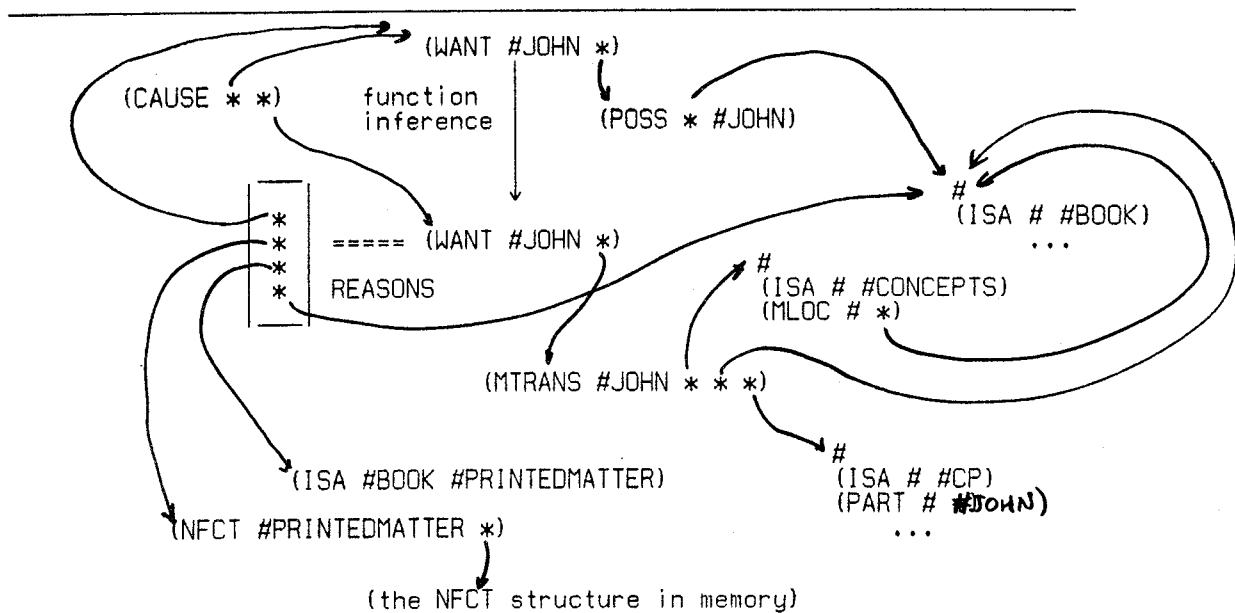 (WANT #JOHN *)
(CAUSE * *)
function
inference
(POSS * #JOHN)
#
(ISA # #BOOK)
...
*
* ===== (WANT #JOHN *)
*
* REASONS
#
(ISA # #CONCEPTS)
(MLOC # *)
(MTRANS #JOHN * * *)
#
(ISA # #CP)
(PART # #JOHN)
...
(ISA #BOOK #PRINTEDMATTER)
(NFCT #PRINTEDMATTER *)
(the NFCT structure in memory)